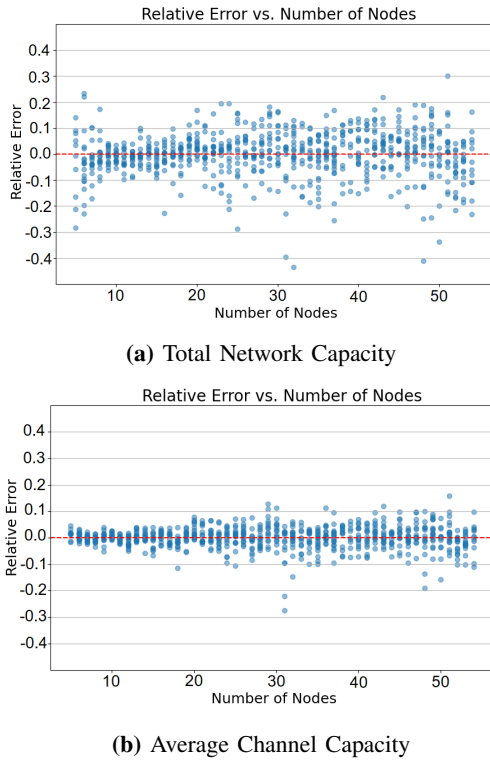 Relative Error vs. Number of Nodes
0.4
0.3
0.2
0.1
0.0
-0.1
-0.2
-0.3
-0.4
Relative Error
10 20 30 40 50
Number of Nodes
(a) Total Network Capacity
Relative Error vs. Number of Nodes
0.4
0.3
0.2
0.1
0.0
-0.1
-0.2
-0.3
-0.4
Relative Error
10 20 30 40 50
Number of Nodes
(b) Average Channel Capacity